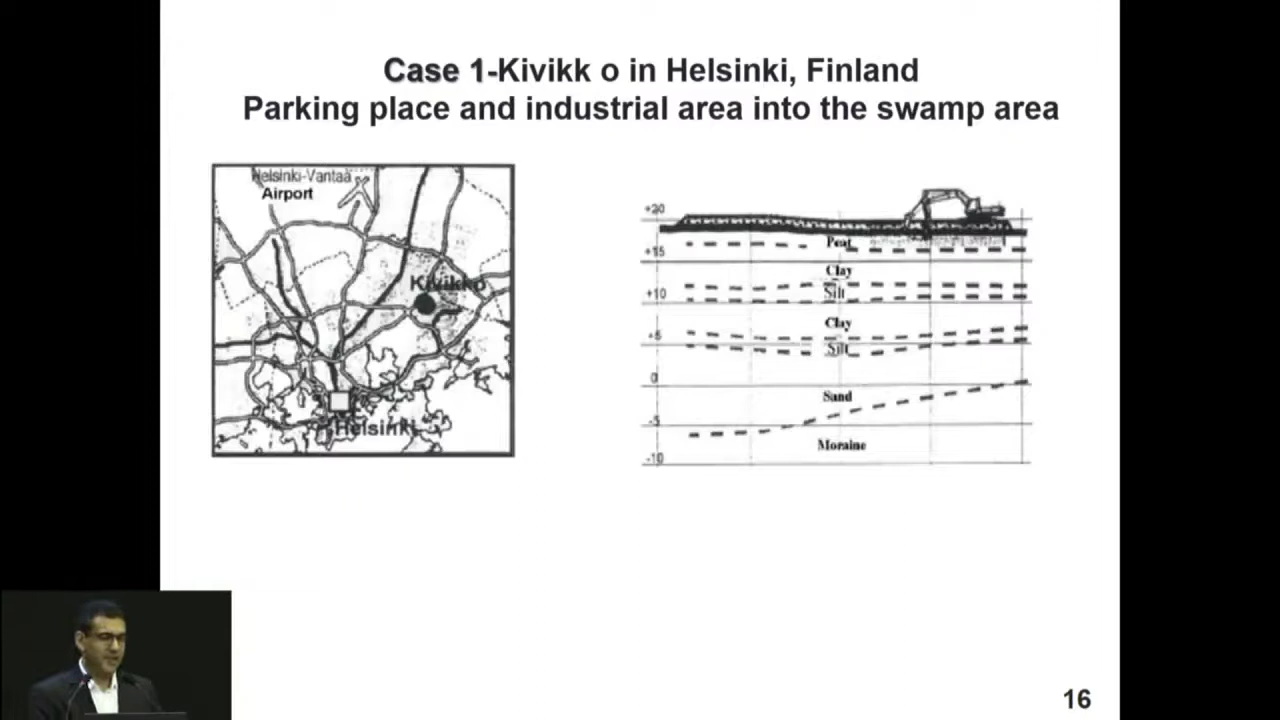 Case 1-Kivikk o in Helsinki, Finland
Parking place and industrial area into the swamp area
Helsinki-Vantaa
Airport
Kivikko
Helsinki
+20
Peat
+15
Clay
+10
Silt
Clay
+5
Silt
0
Sand
-5
Moraine
-10
16